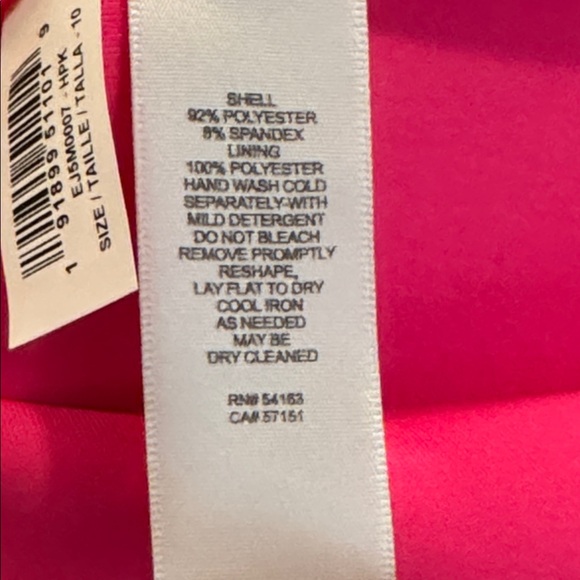 1 91899 51101 9
EJ5M0007 - HPK
SIZE / TAILLE / TALLA - 10
SHELL
92% POLYESTER
8% SPANDEX
LINING
100% POLYESTER
HAND WASH COLD
SEPARATELY WITH
MILD DETERGENT
DO NOT BLEACH
REMOVE PROMPTLY
RESHAPE,
LAY FLAT TO DRY
COOL IRON
AS NEEDED
MAY BE
DRY CLEANED
RN# 54163
CA# 57151